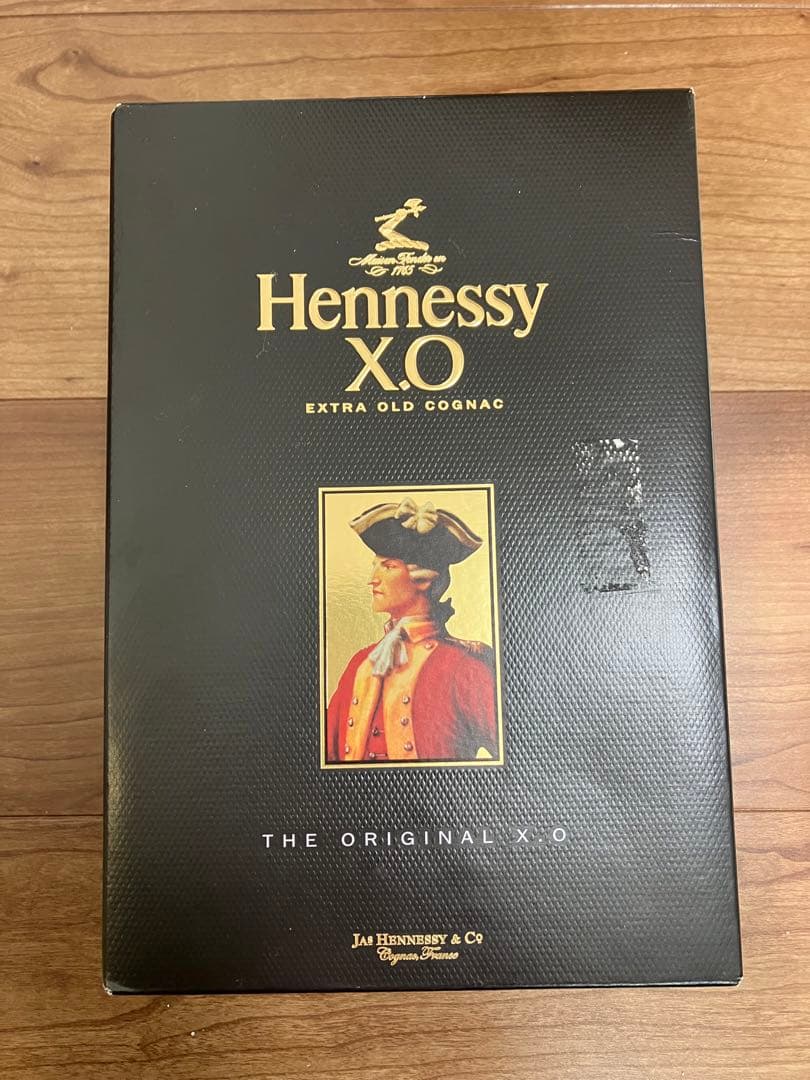 Maison Fondée en
1765
Hennessy
X.O
EXTRA OLD COGNAC
THE ORIGINAL X.O
JAS HENNESSY & CO
Cognac, France